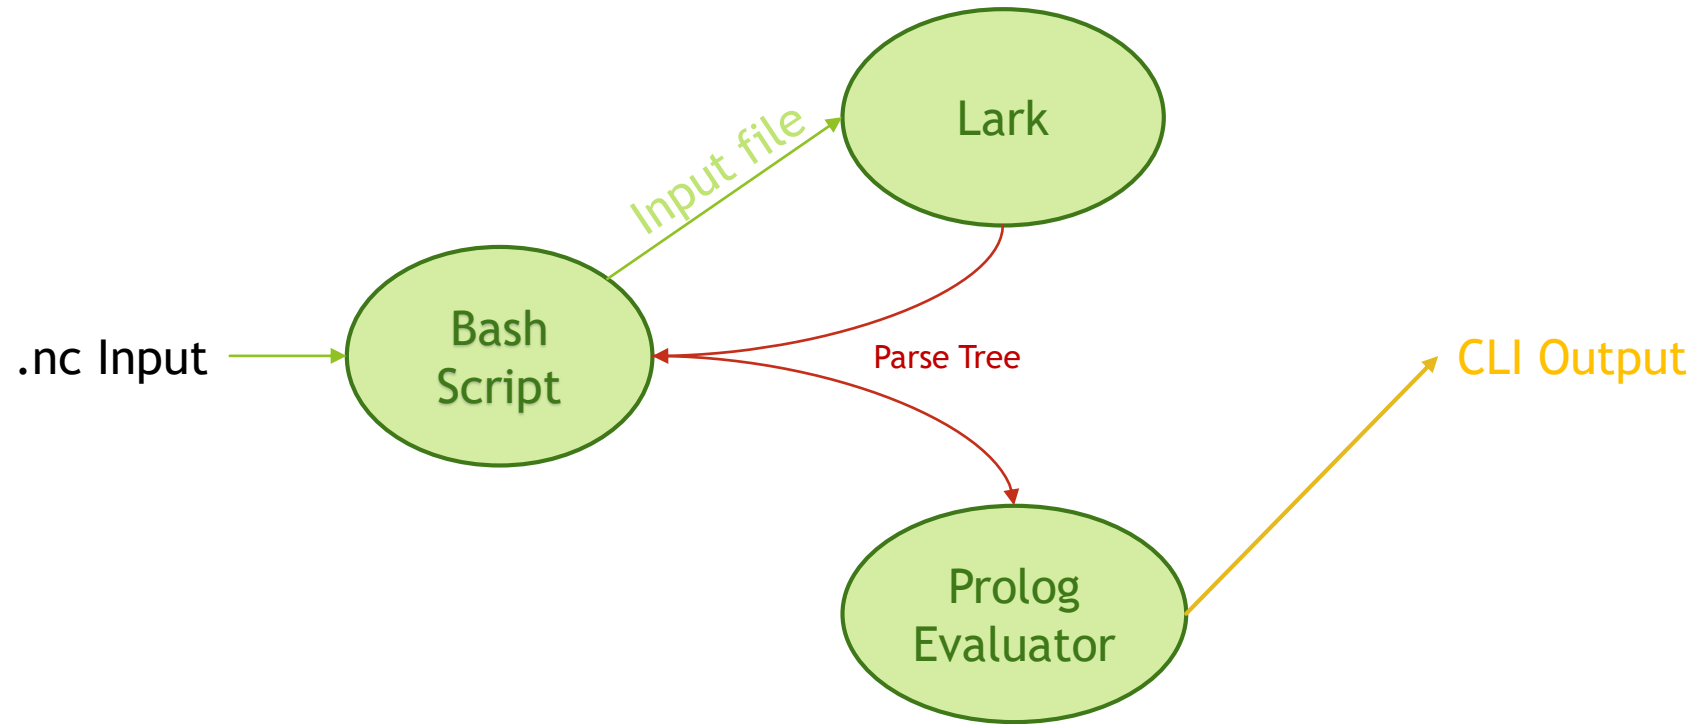 Lark
Input file
Bash
Script
.nc Input
Parse Tree
CLI Output
Prolog
Evaluator